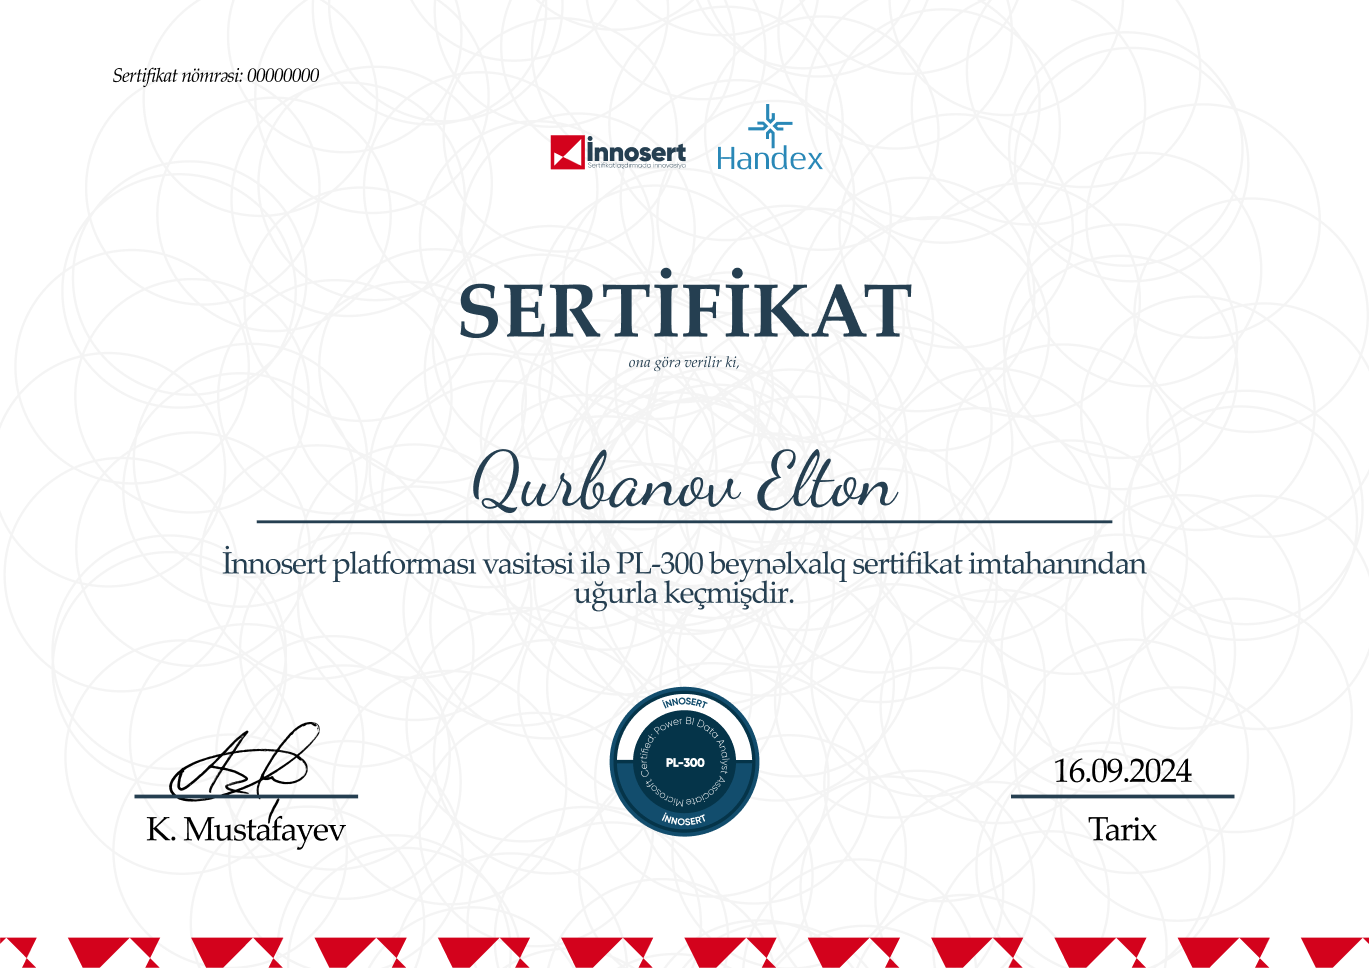 Sertifikat nömrəsi: 00000000
İnnosert
Sertifikatlaşdırmada innovasiya
Handex
SERTİFİKAT
ona görə verilir ki,
Qurbanov Elton
İnnosert platforması vasitəsi ilə PL-300 beynəlxalq sertifikat imtahanından
uğurla keçmişdir.
İNNOSERT
Microsoft Certified: Power BI Data Analyst Associate
PL-300
İNNOSERT
16.09.2024
K. Mustafayev
Tarix